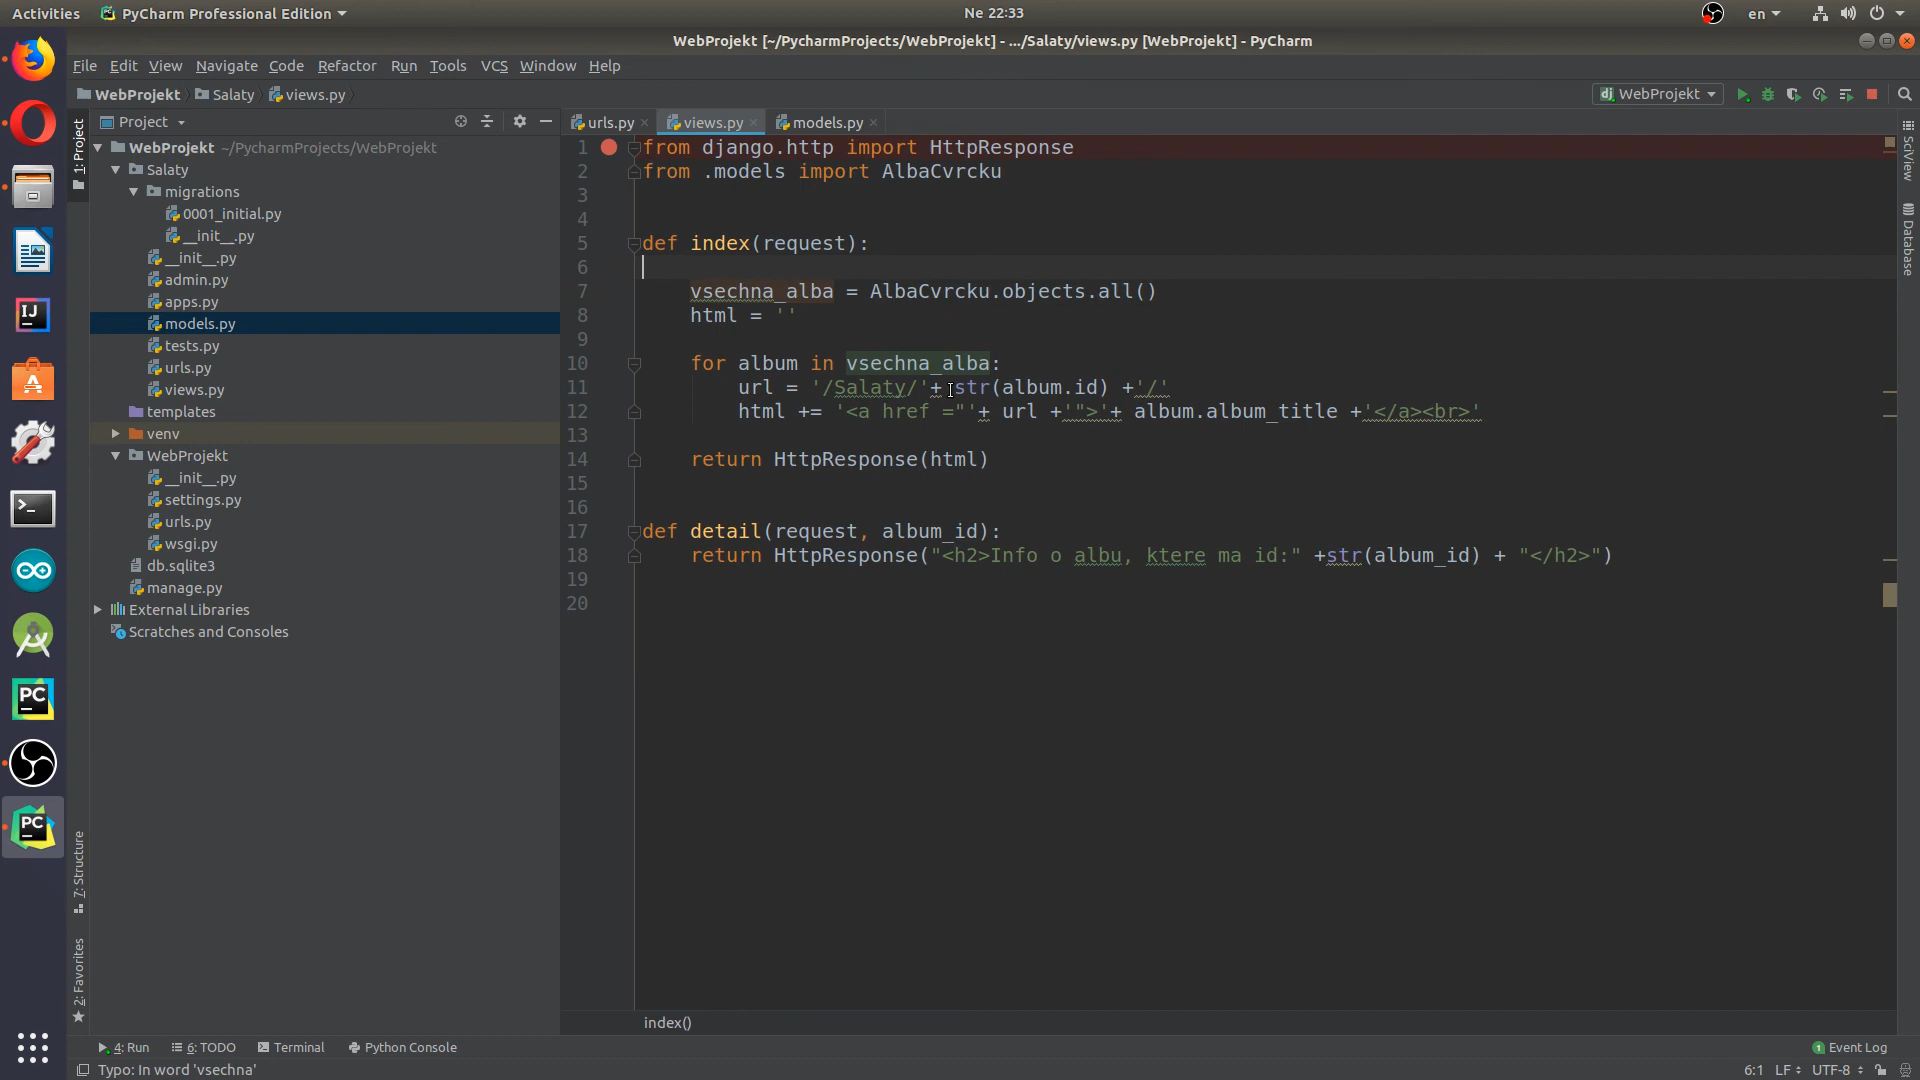 Activities PyCharm Professional Edition Ne 22:33 en
WebProjekt [~/PycharmProjects/WebProjekt] - .../Salaty/views.py [WebProjekt] - PyCharm
File Edit View Navigate Code Refactor Run Tools VCS Window Help
WebProjekt Salaty views.py WebProjekt
Project urls.py views.py models.py
1: Project
WebProjekt ~/PycharmProjects/WebProjekt
Salaty
migrations
0001_initial.py
__init__.py
__init__.py
admin.py
apps.py
models.py
tests.py
urls.py
views.py
templates
venv
WebProjekt
__init__.py
settings.py
urls.py
wsgi.py
db.sqlite3
manage.py
External Libraries
Scratches and Consoles
7: Structure
2: Favorites
1 from django.http import HttpResponse
2 from .models import AlbaCvrcku
3
4
5 def index(request):
6
7 vsechna_alba = AlbaCvrcku.objects.all()
8 html = ''
9
10 for album in vsechna_alba:
11 url = '/Salaty/'+ str(album.id) +'/'
12 html += '<a href ="'+ url +'">'+ album.album_title +'</a><br>'
13
14 return HttpResponse(html)
15
16
17 def detail(request, album_id):
18 return HttpResponse("<h2>Info o albu, ktere ma id:" +str(album_id) + "</h2>")
19
20
index()
SciView
Database
4: Run 6: TODO Terminal Python Console 1 Event Log
Typo: In word 'vsechna' 6:1 LF UTF-8